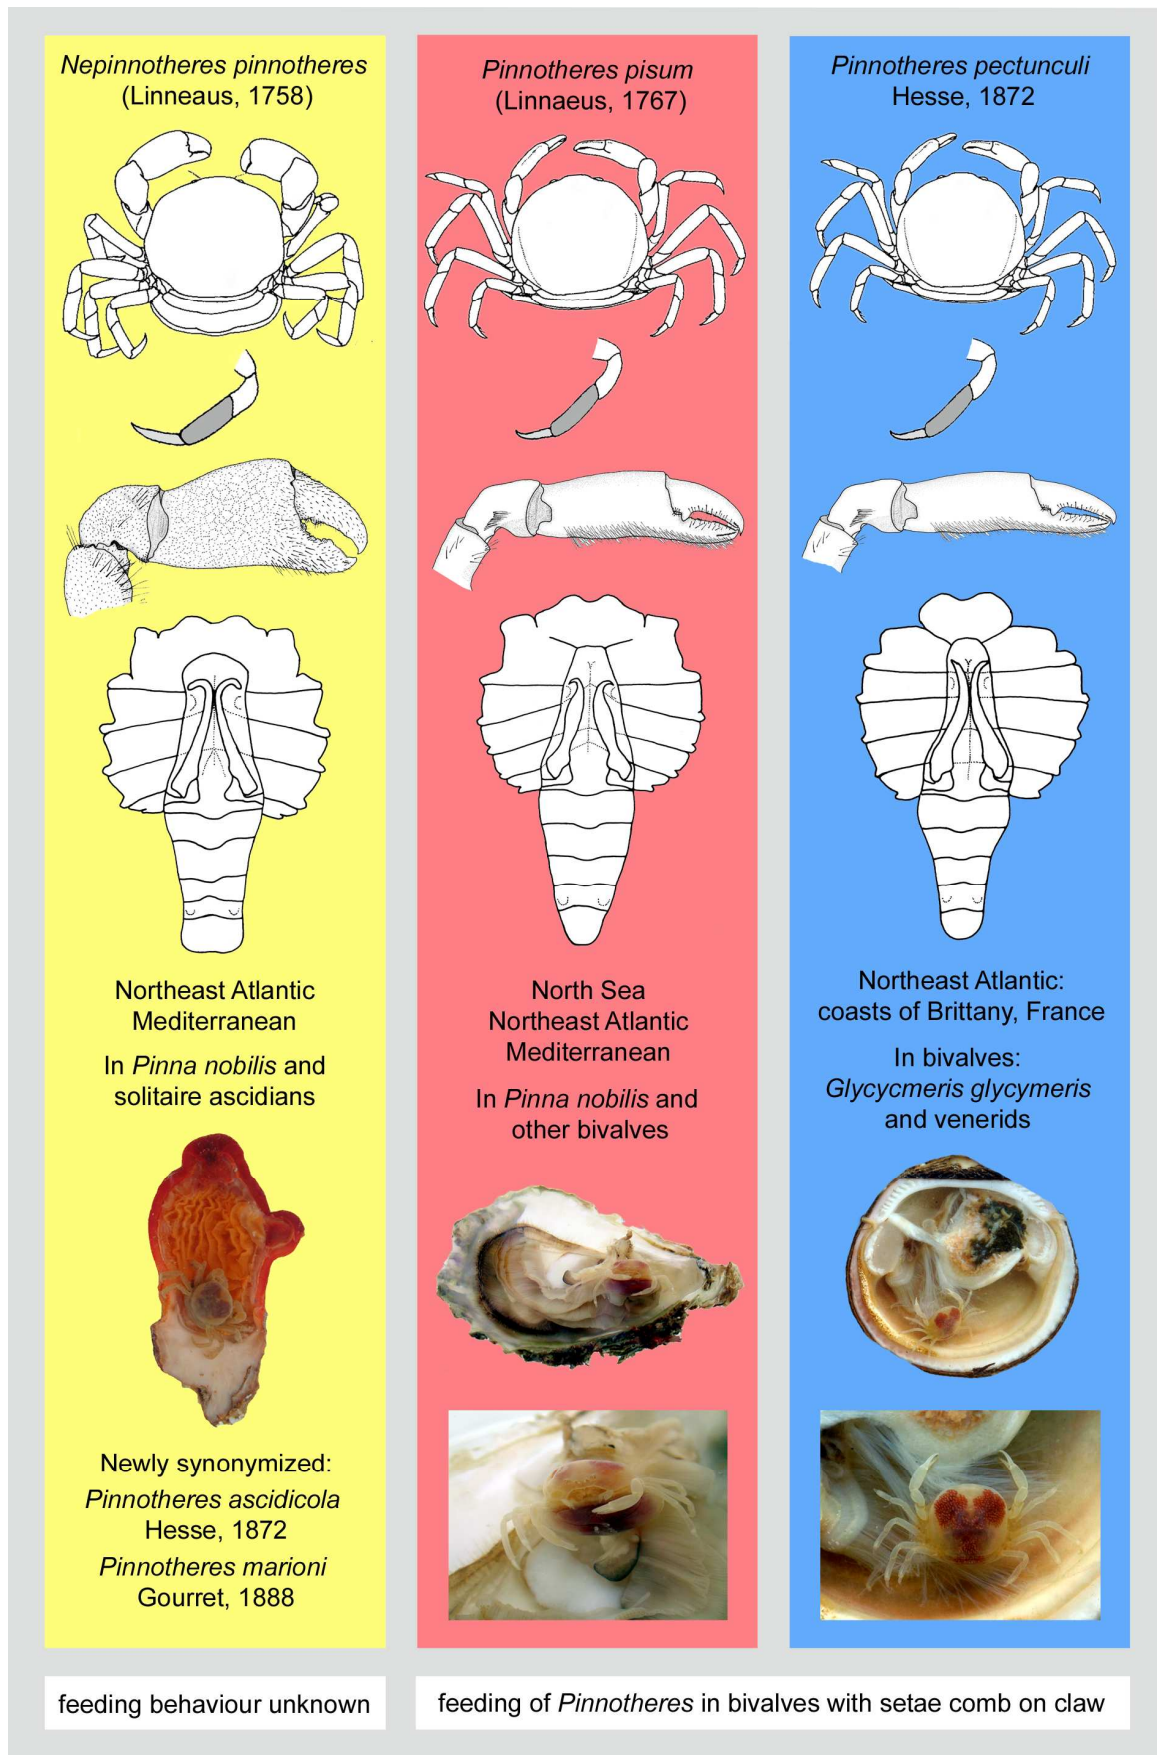 Nepinnotheres pinnotheres
(Linneaus, 1758)
Northeast Atlantic
Mediterranean
In Pinna nobilis and
solitaire ascidians
Newly synonymized:
Pinnotheres ascidicola
Hesse, 1872
Pinnotheres marioni
Gourret, 1888
feeding behaviour unknown
Pinnotheres pisum
(Linnaeus, 1767)
North Sea
Northeast Atlantic
Mediterranean
In Pinna nobilis and
other bivalves
Pinnotheres pectunculi
Hesse, 1872
Northeast Atlantic:
coasts of Brittany, France
In bivalves:
Glycycmeris glycymeris
and venerids
feeding of Pinnotheres in bivalves with setae comb on claw